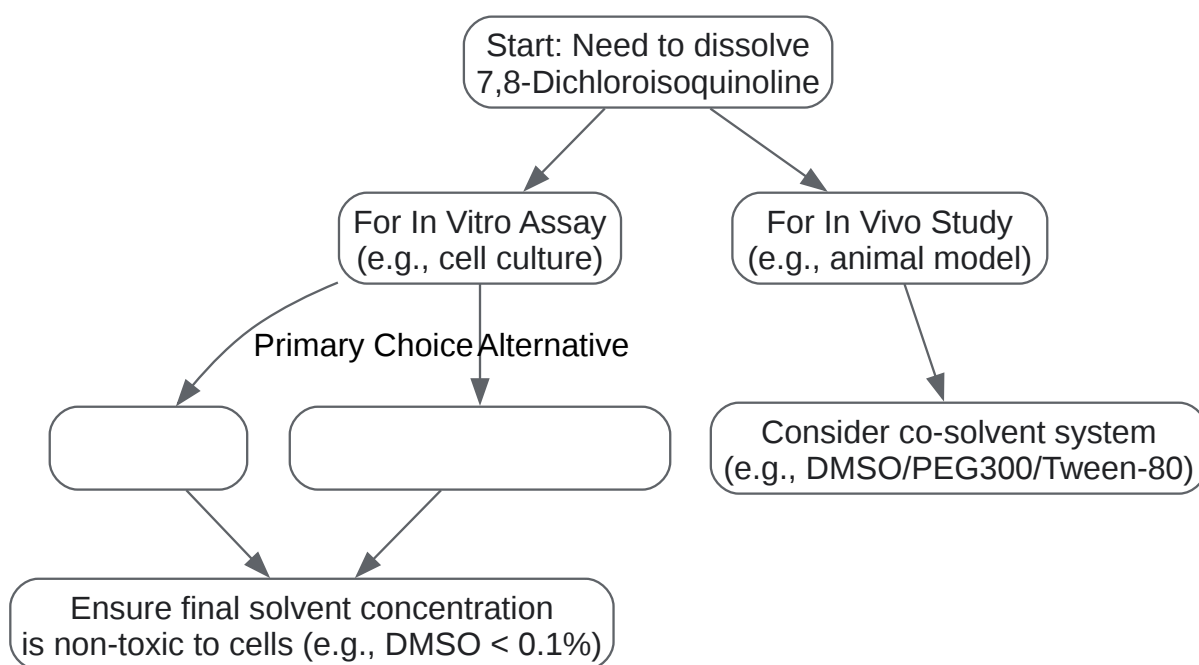 Start: Need to dissolve
7,8-Dichloroisoquinoline
For In Vitro Assay
(e.g., cell culture)
For In Vivo Study
(e.g., animal model)
Primary Choice
Alternative
Consider co-solvent system
(e.g., DMSO/PEG300/Tween-80)
Ensure final solvent concentration
is non-toxic to cells (e.g., DMSO < 0.1%)